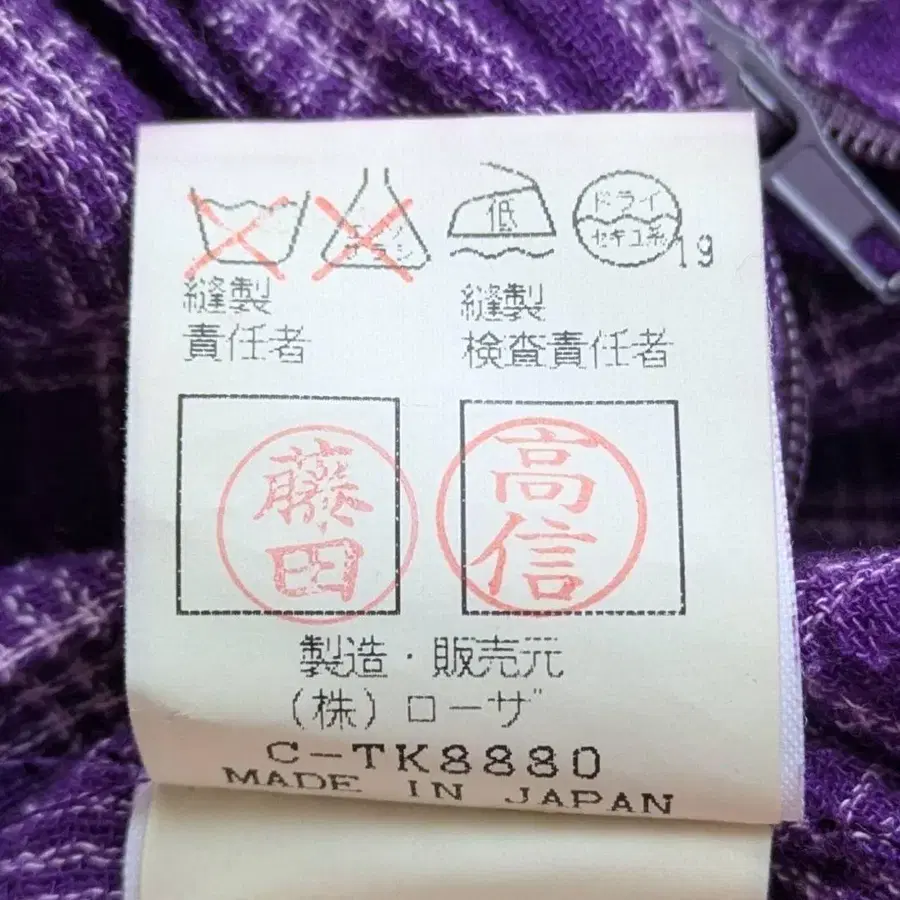 低
ドライ
セキユ系
19
縫製
責任者
縫製
検査責任者
藤田
高信
製造・販売元
(株)ローザ
C-TK8880
MADE IN JAPAN